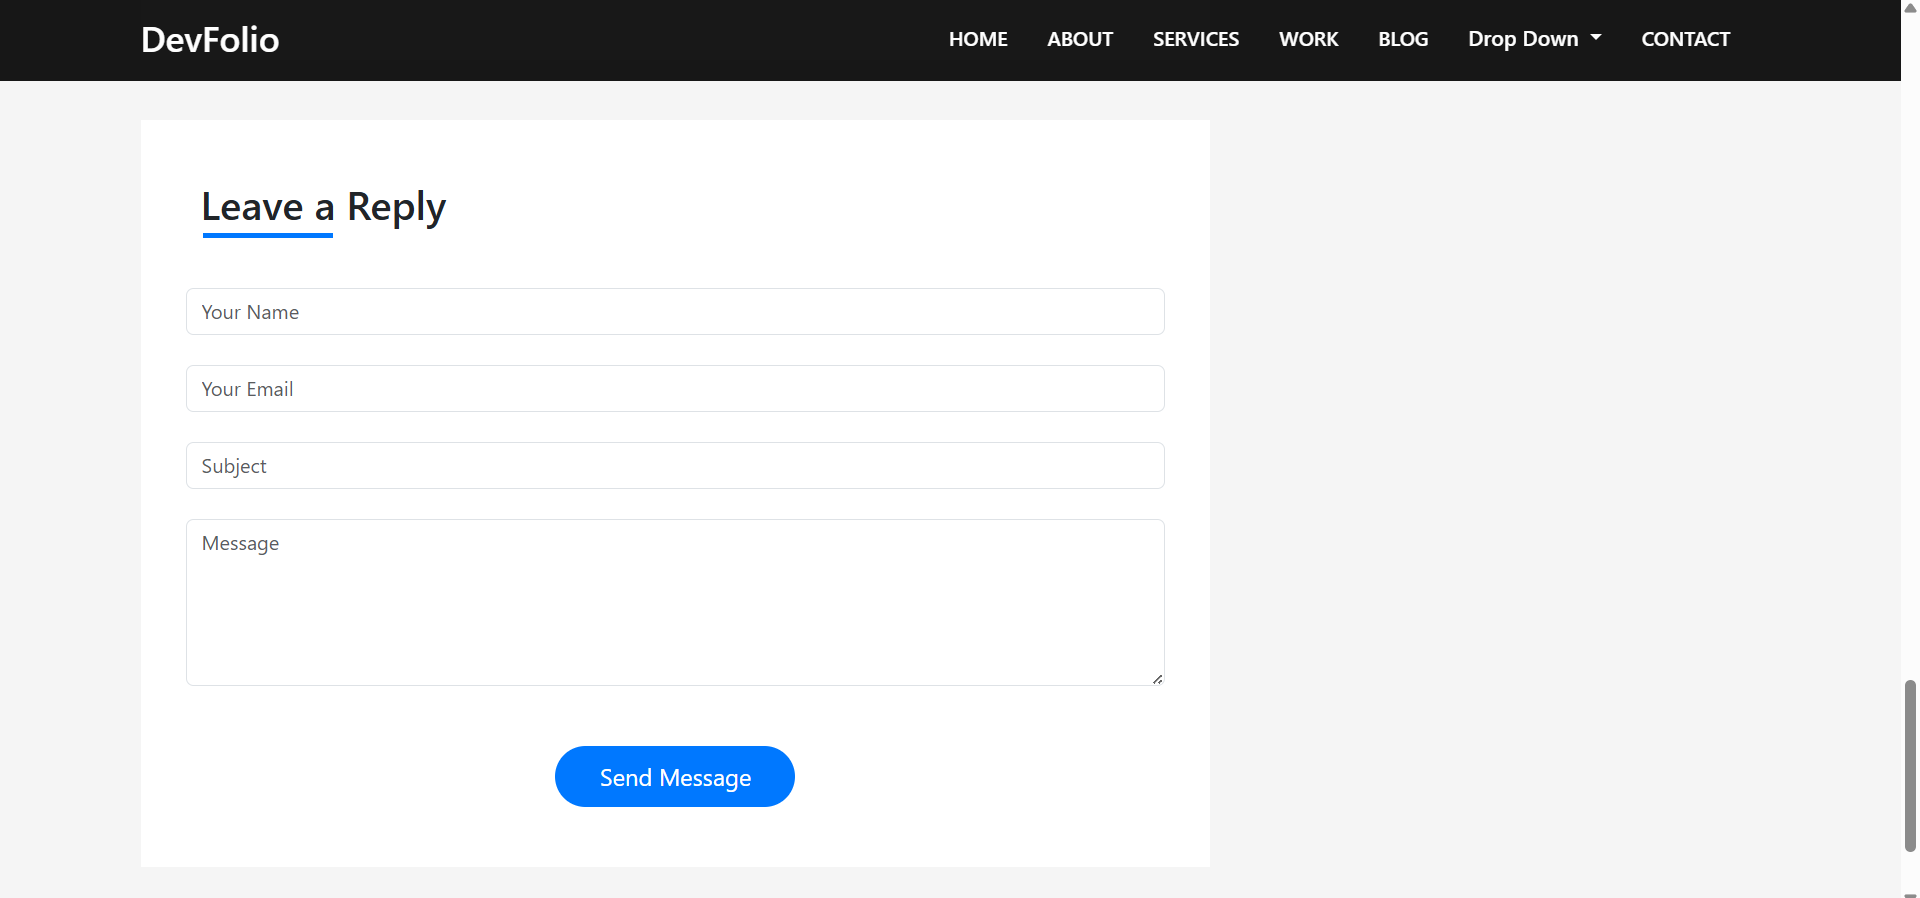 DevFolio
HOME ABOUT SERVICES WORK BLOG Drop Down CONTACT
Leave a Reply
Your Name
Your Email
Subject
Message
Send Message